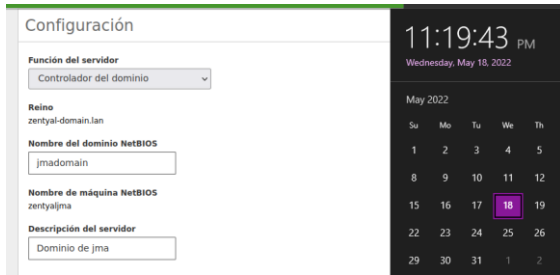 Configuración
Función del servidor
Controlador del dominio
Reino
zentyal-domain.lan
Nombre del dominio NetBIOS
jmadomain
Nombre de máquina NetBIOS
zentyaljma
Descripción del servidor
Dominio de jma
11:19:43 PM
Wednesday, May 18, 2022
May 2022
Su Mo Tu We Th
1 2 3 4 5
8 9 10 11 12
15 16 17 18 19
22 23 24 25 26
29 30 31 1 2